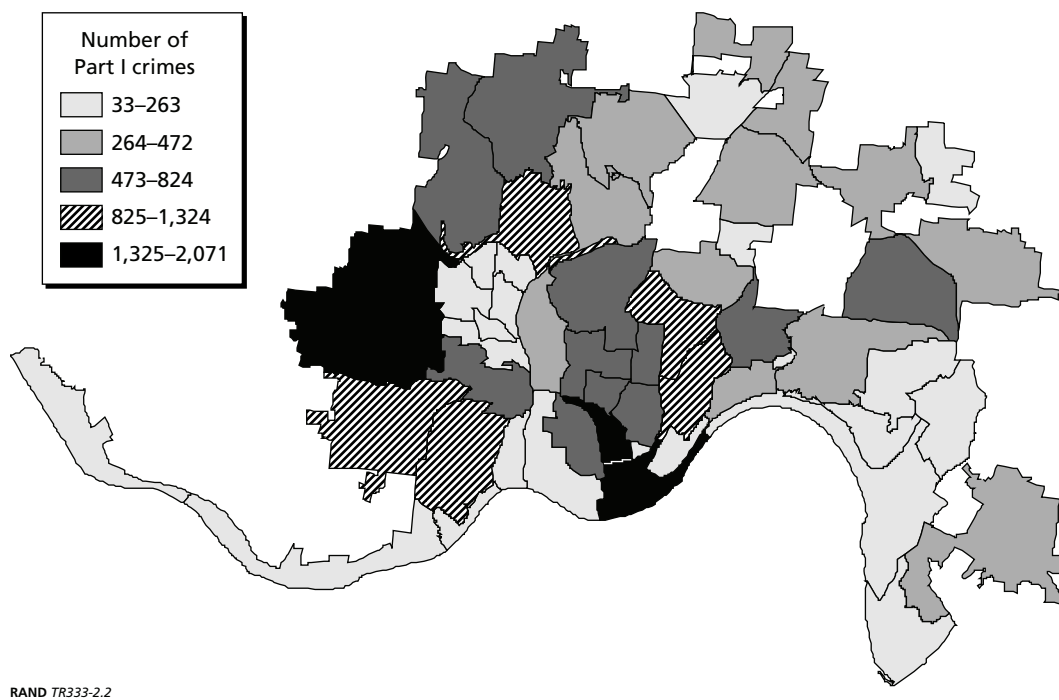 Number of
Part I crimes
33–263
264–472
473–824
825–1,324
1,325–2,071
RAND TR333-2.2